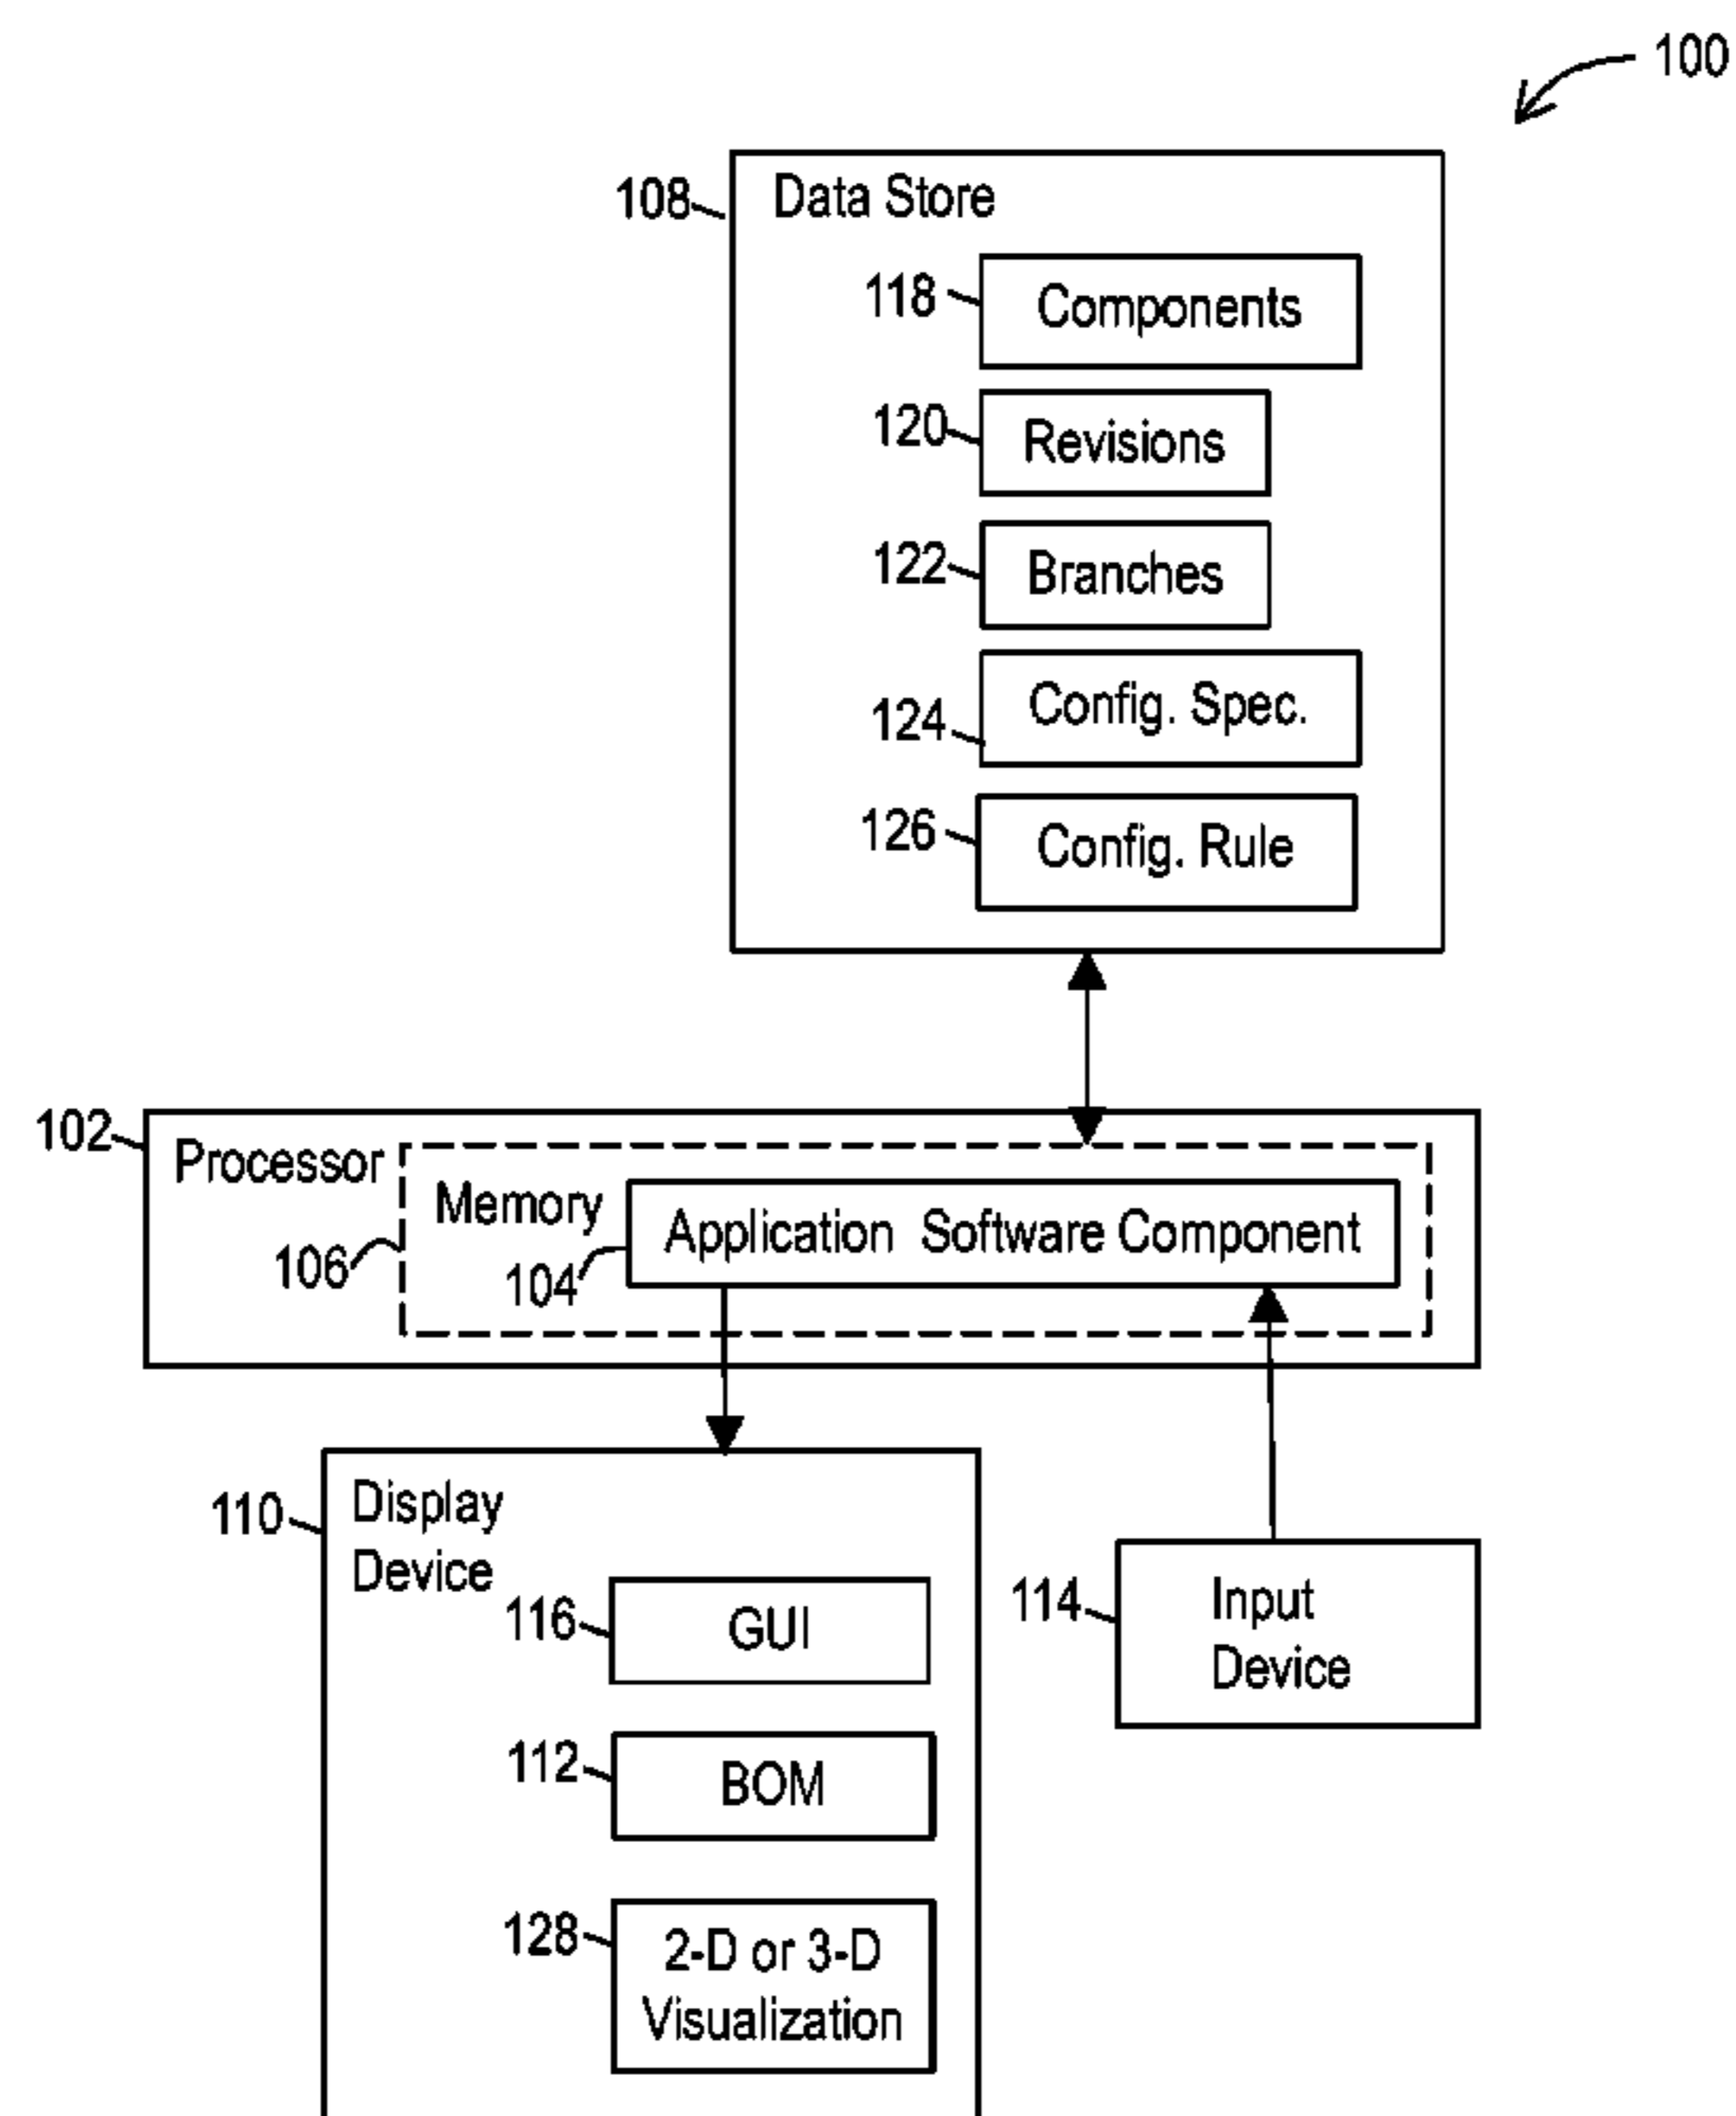 100
108 Data Store
118 Components
120 Revisions
122 Branches
124 Config. Spec.
126 Config. Rule
102 Processor
Memory
106
104 Application Software Component
110 Display
Device
116 GUI
112 BOM
128 2-D or 3-D
Visualization
114 Input
Device